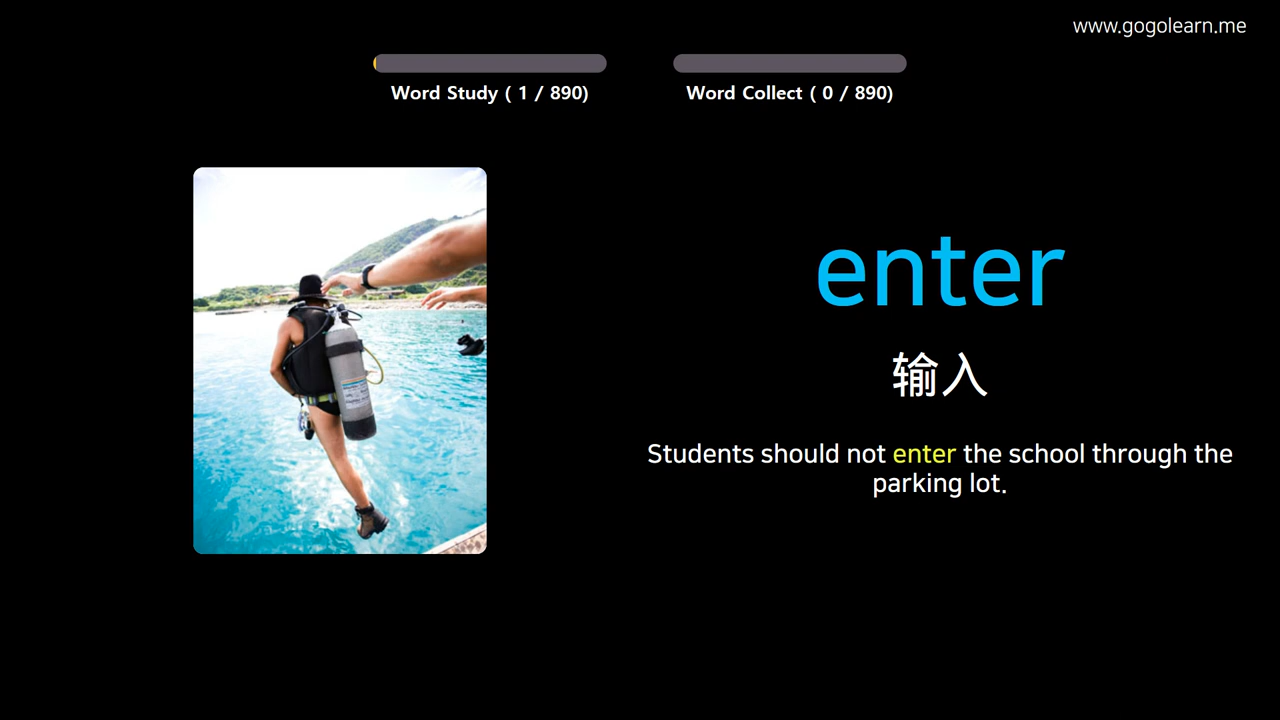 www.gogolearn.me
Word Study ( 1 / 890)
Word Collect ( 0 / 890)
enter
输入
Students should not enter the school through the
parking lot.